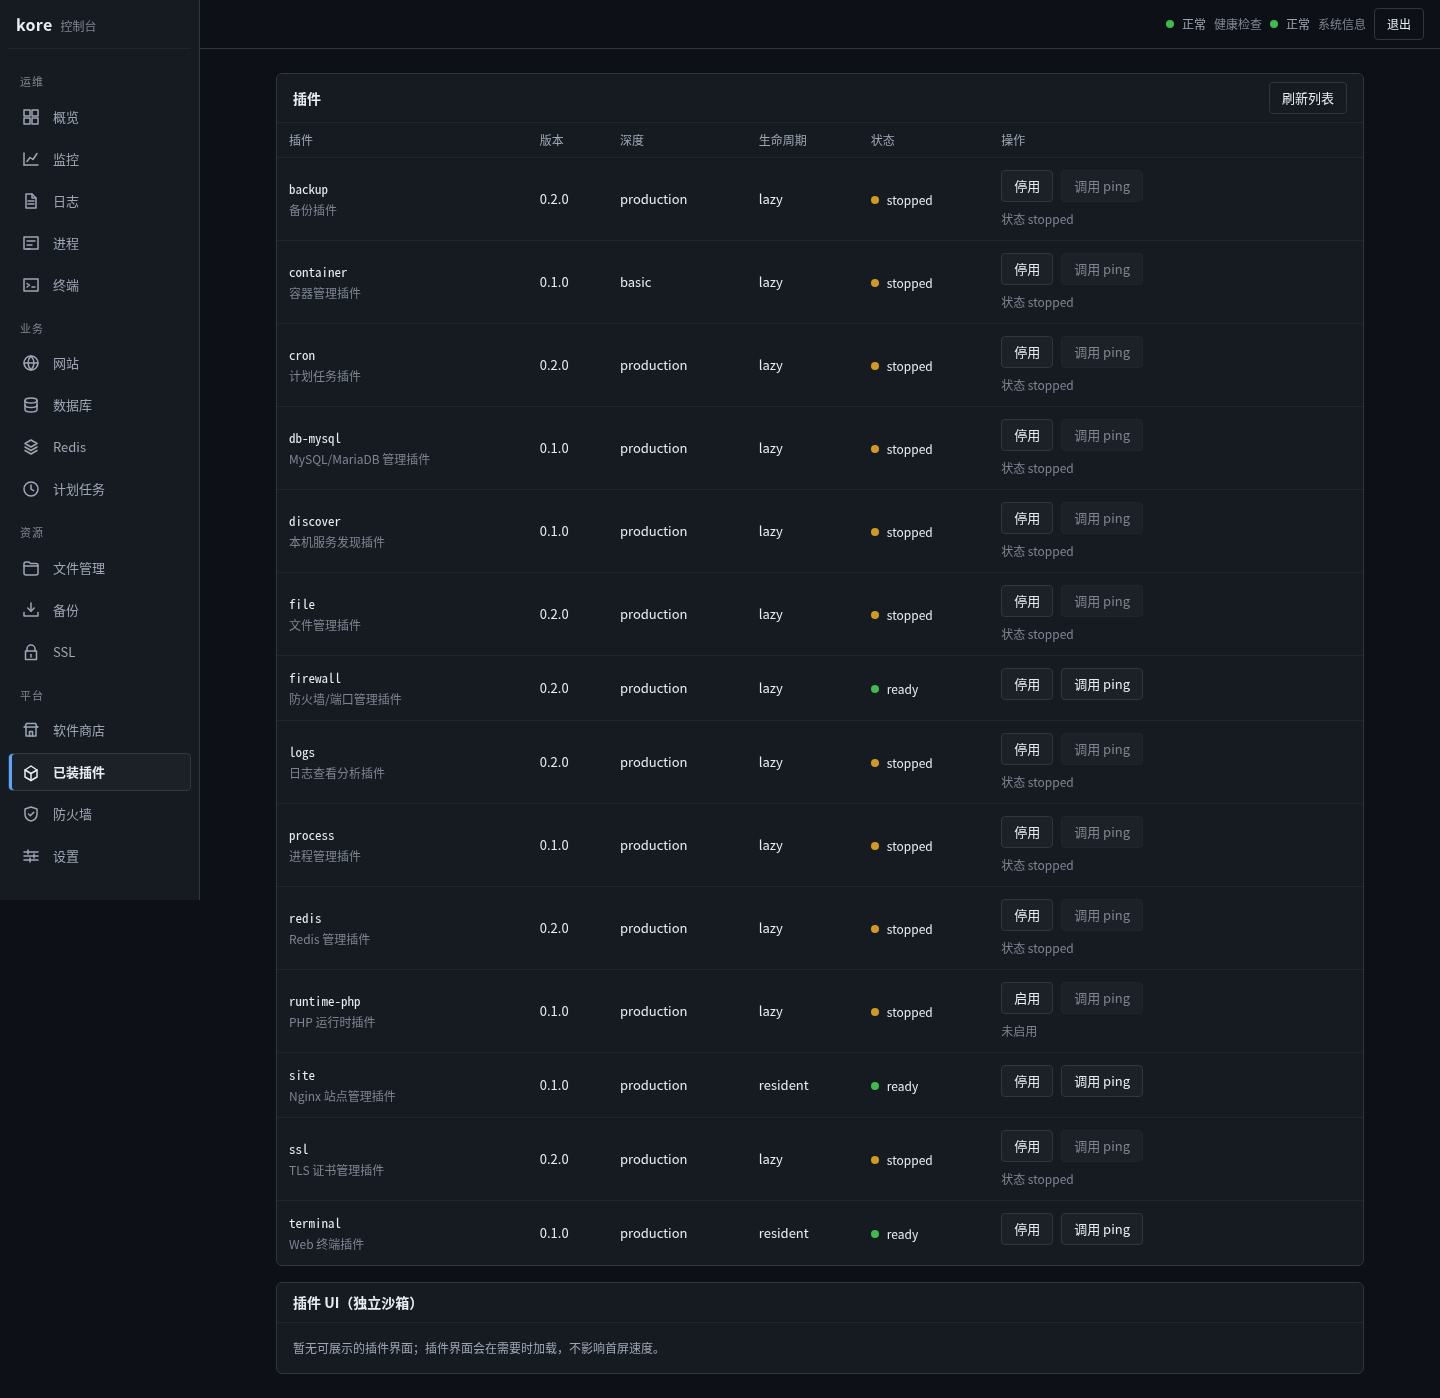 kore 控制台
正常 健康检查 正常 系统信息 退出
运维
概览
监控
日志
进程
终端
业务
网站
数据库
Redis
计划任务
资源
文件管理
备份
SSL
平台
软件商店
已装插件
防火墙
设置
插件 刷新列表
插件 版本 深度 生命周期 状态 操作
backup 0.2.0 production lazy stopped 停用 调用 ping
备份插件 状态 stopped
container 0.1.0 basic lazy stopped 停用 调用 ping
容器管理插件 状态 stopped
cron 0.2.0 production lazy stopped 停用 调用 ping
计划任务插件 状态 stopped
db-mysql 0.1.0 production lazy stopped 停用 调用 ping
MySQL/MariaDB 管理插件 状态 stopped
discover 0.1.0 production lazy stopped 停用 调用 ping
本机服务发现插件 状态 stopped
file 0.2.0 production lazy stopped 停用 调用 ping
文件管理插件 状态 stopped
firewall 0.2.0 production lazy ready 停用 调用 ping
防火墙/端口管理插件
logs 0.2.0 production lazy stopped 停用 调用 ping
日志查看分析插件 状态 stopped
process 0.1.0 production lazy stopped 停用 调用 ping
进程管理插件 状态 stopped
redis 0.2.0 production lazy stopped 停用 调用 ping
Redis 管理插件 状态 stopped
runtime-php 0.1.0 production lazy stopped 启用 调用 ping
PHP 运行时插件 未启用
site 0.1.0 production resident ready 停用 调用 ping
Nginx 站点管理插件
ssl 0.2.0 production lazy stopped 停用 调用 ping
TLS 证书管理插件 状态 stopped
terminal 0.1.0 production resident ready 停用 调用 ping
Web 终端插件
插件 UI（独立沙箱）
暂无可展示的插件界面；插件界面会在需要时加载，不影响首屏速度。